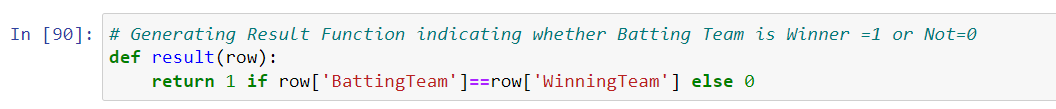 In [90]: # Generating Result Function indicating whether Batting Team is Winner =1 or Not=0
def result(row):
    return 1 if row['BattingTeam']==row['WinningTeam'] else 0